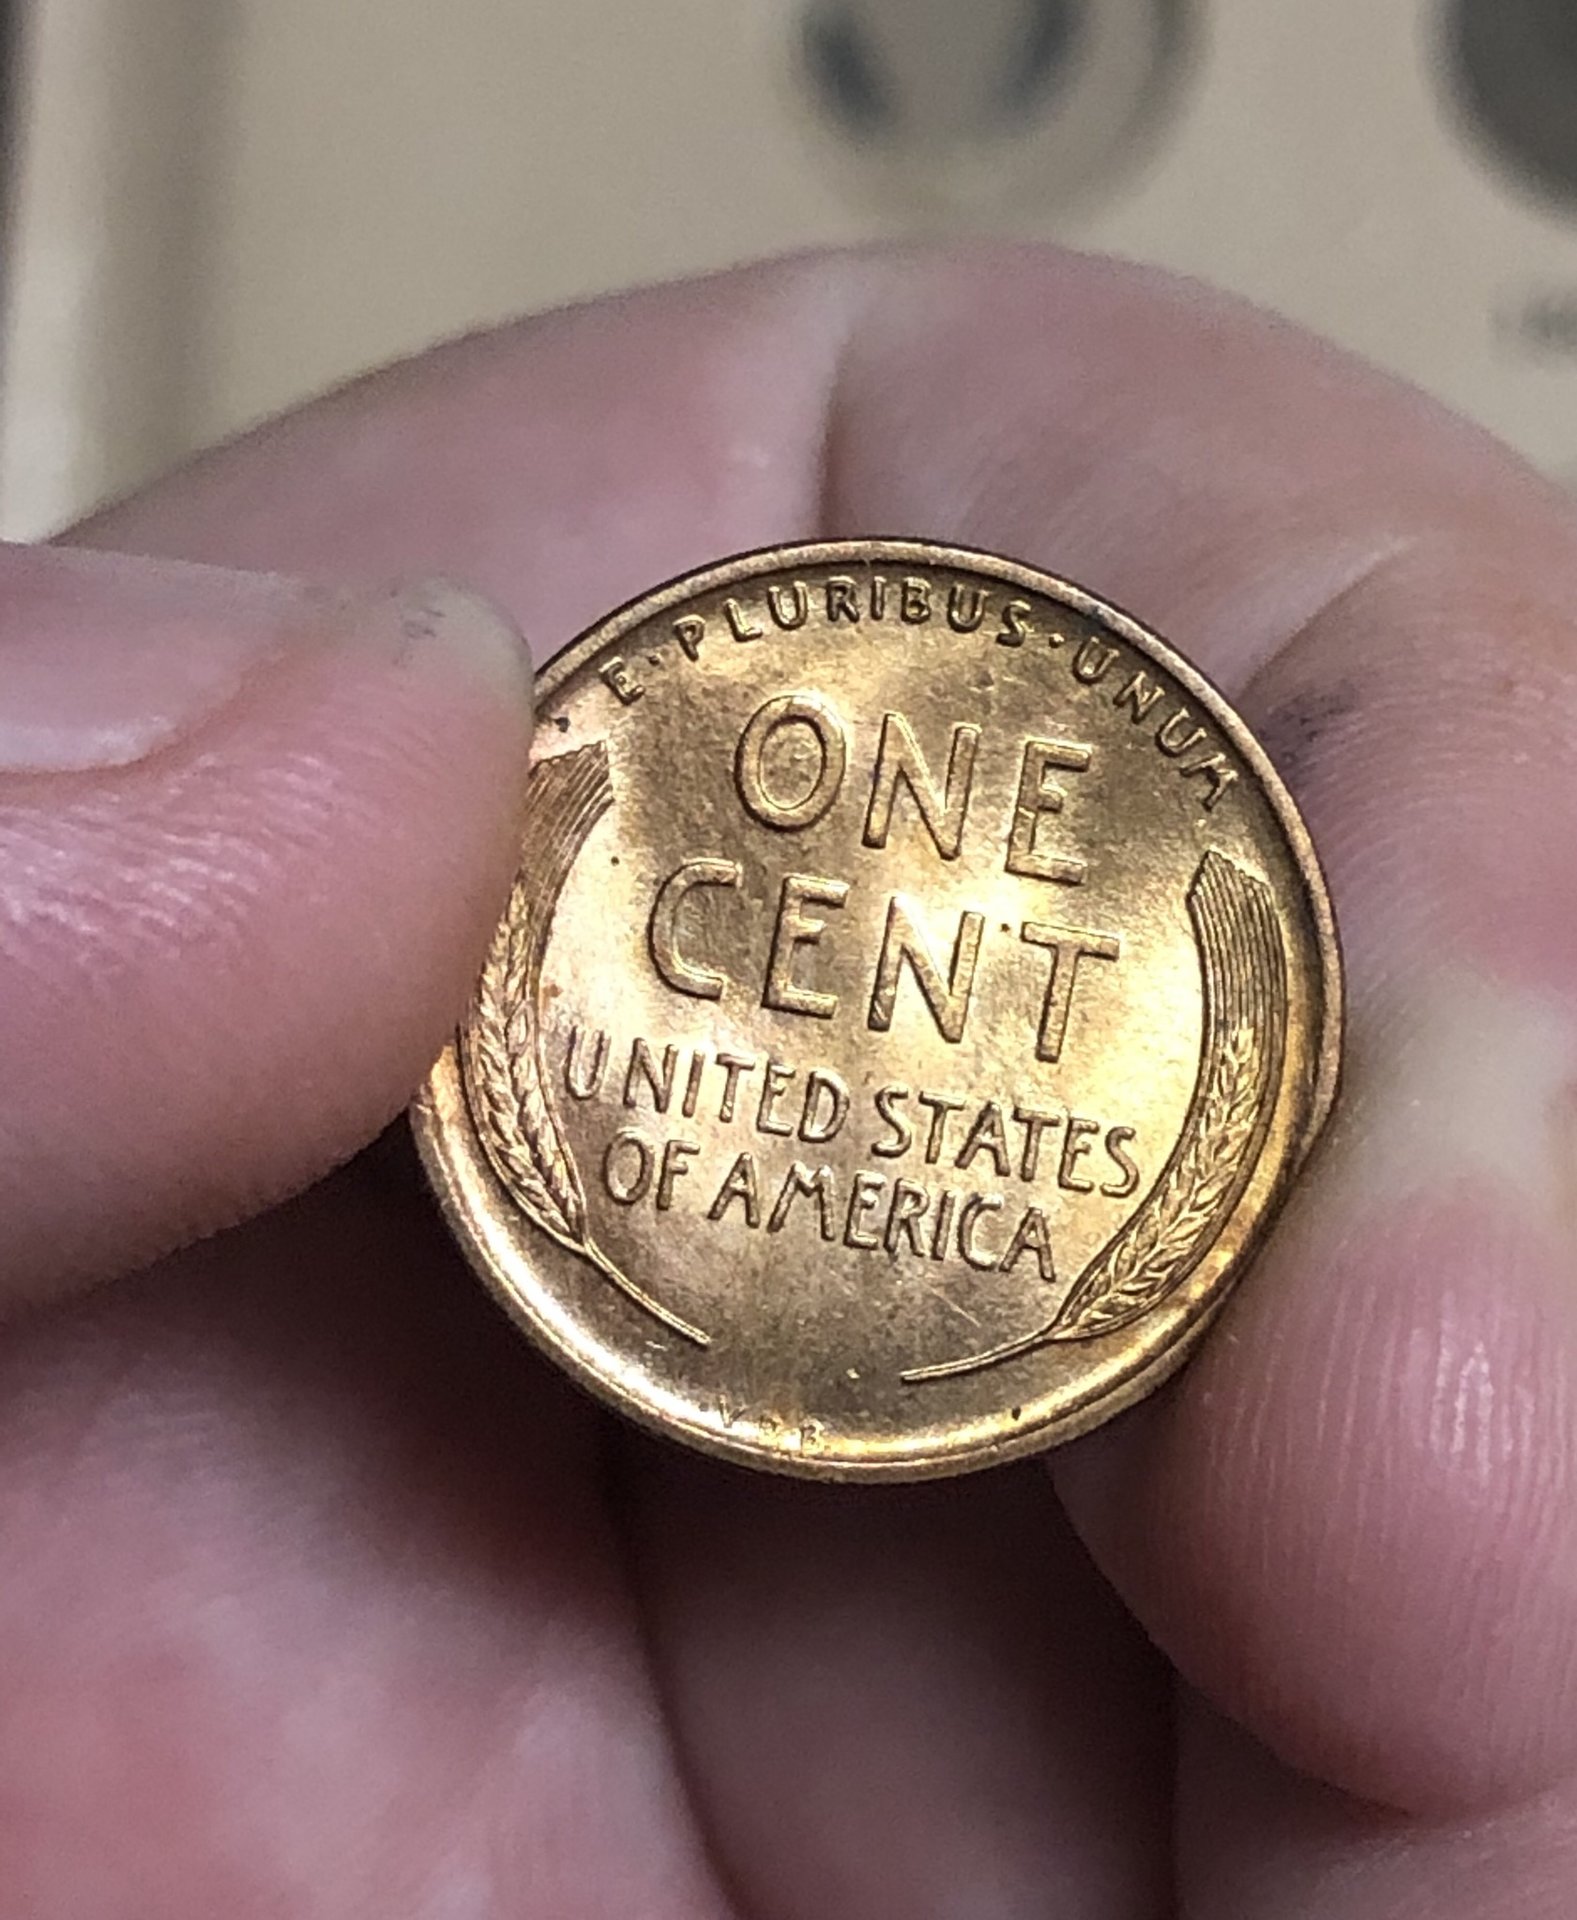 E·PLURIBUS·UNUM
ONE
CENT
UNITED STATES
OF AMERICA
V D B